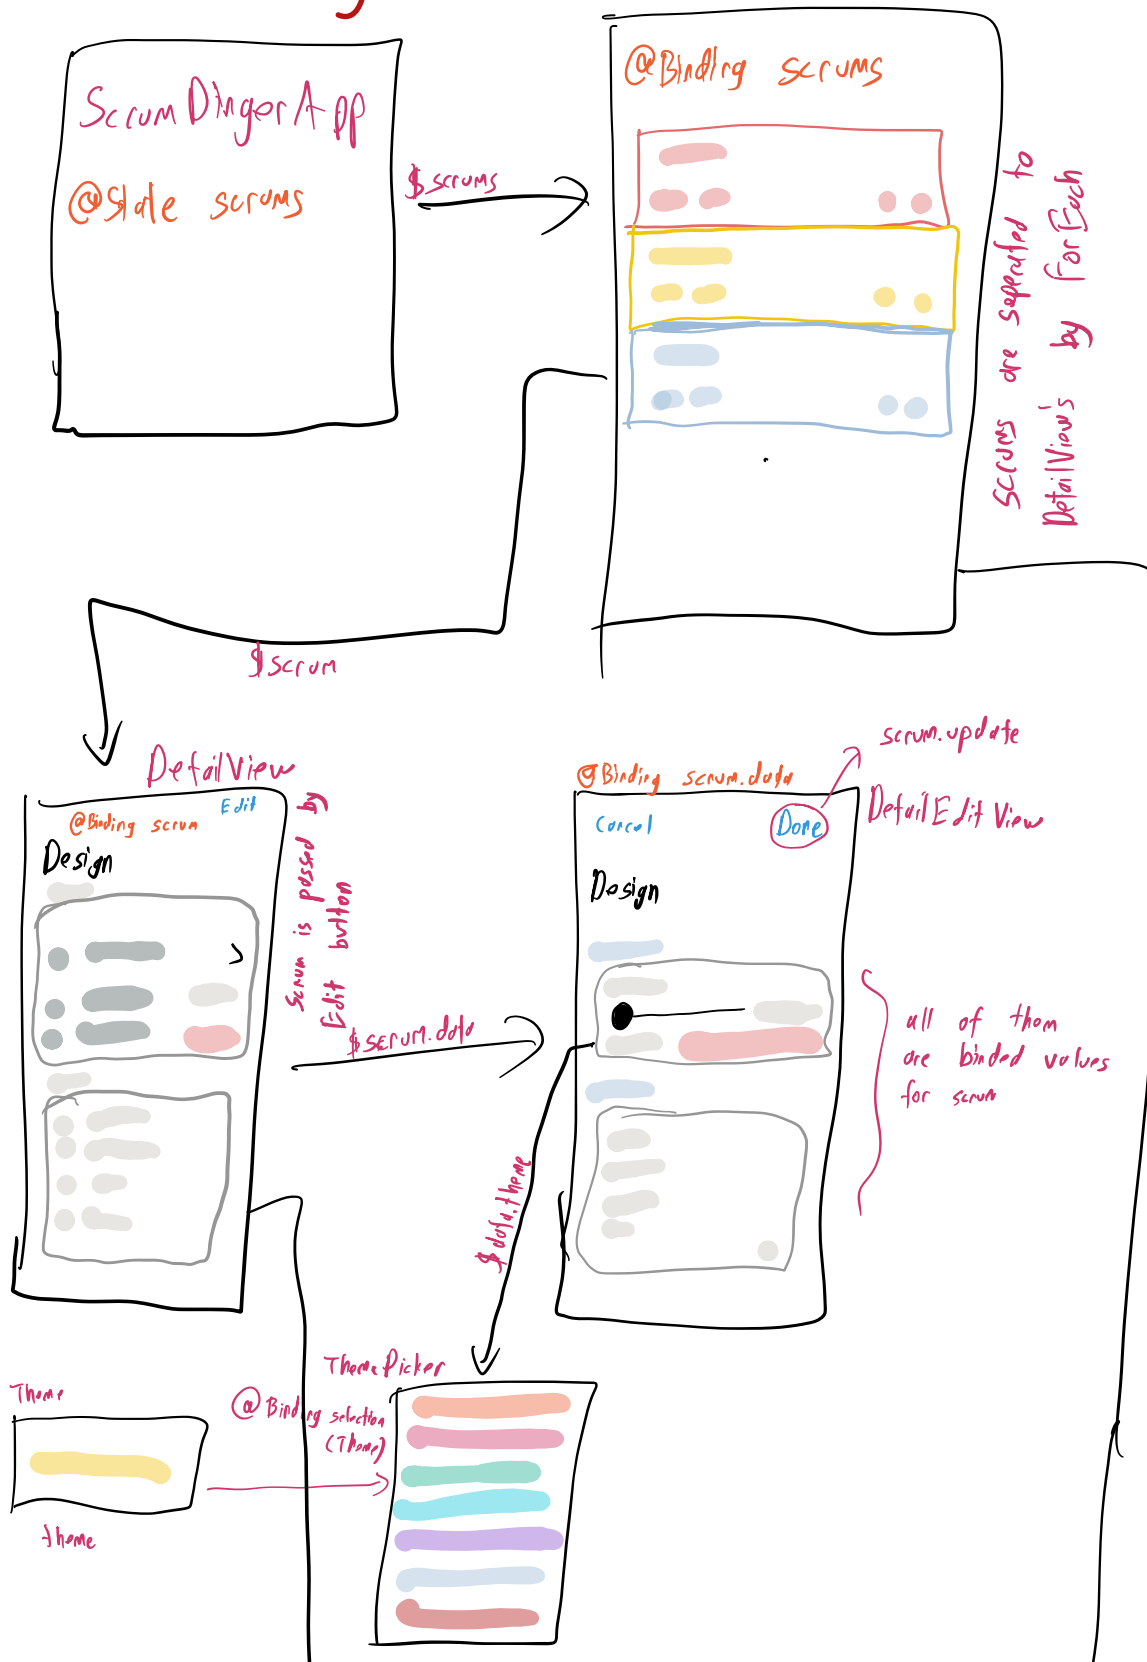 ScrumDingerApp
@State scrums
$scrums
@Binding scrums
scrums are seperated to
DetailView's by ForEach
$scrum
DetailView
Edit
@Binding scrum
Design
Scrum is passed by
Edit button
$scrum.data
@Binding scrum.data
scrum.update
Cancel
Done
DetailEditView
Design
all of them
are binded values
for scrum
$data.theme
ThemePicker
@Binding selection
(Theme)
Theme
theme